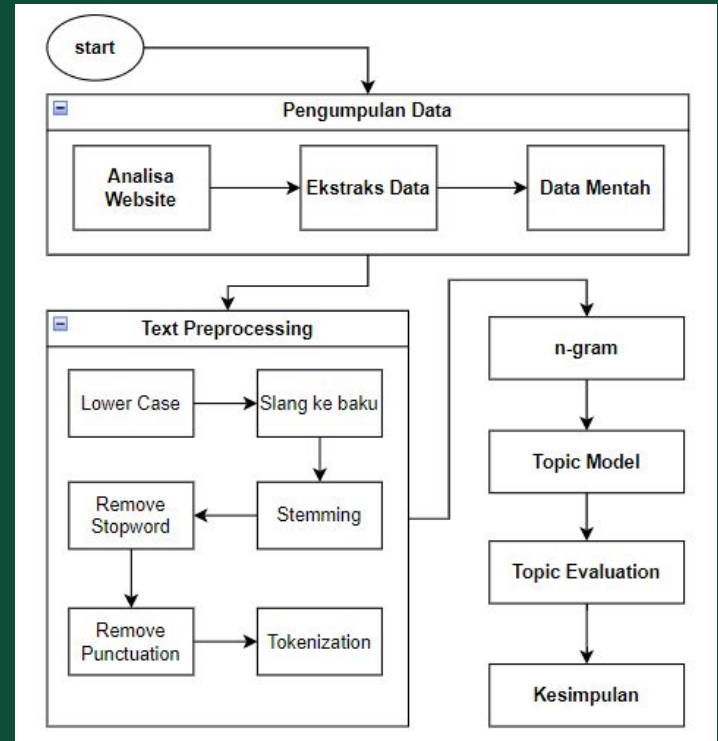 start
Pengumpulan Data
Analisa
Website
Ekstraks Data
Data Mentah
Text Preprocessing
Lower Case
Slang ke baku
Stemming
Remove
Stopword
Remove
Punctuation
Tokenization
n-gram
Topic Model
Topic Evaluation
Kesimpulan